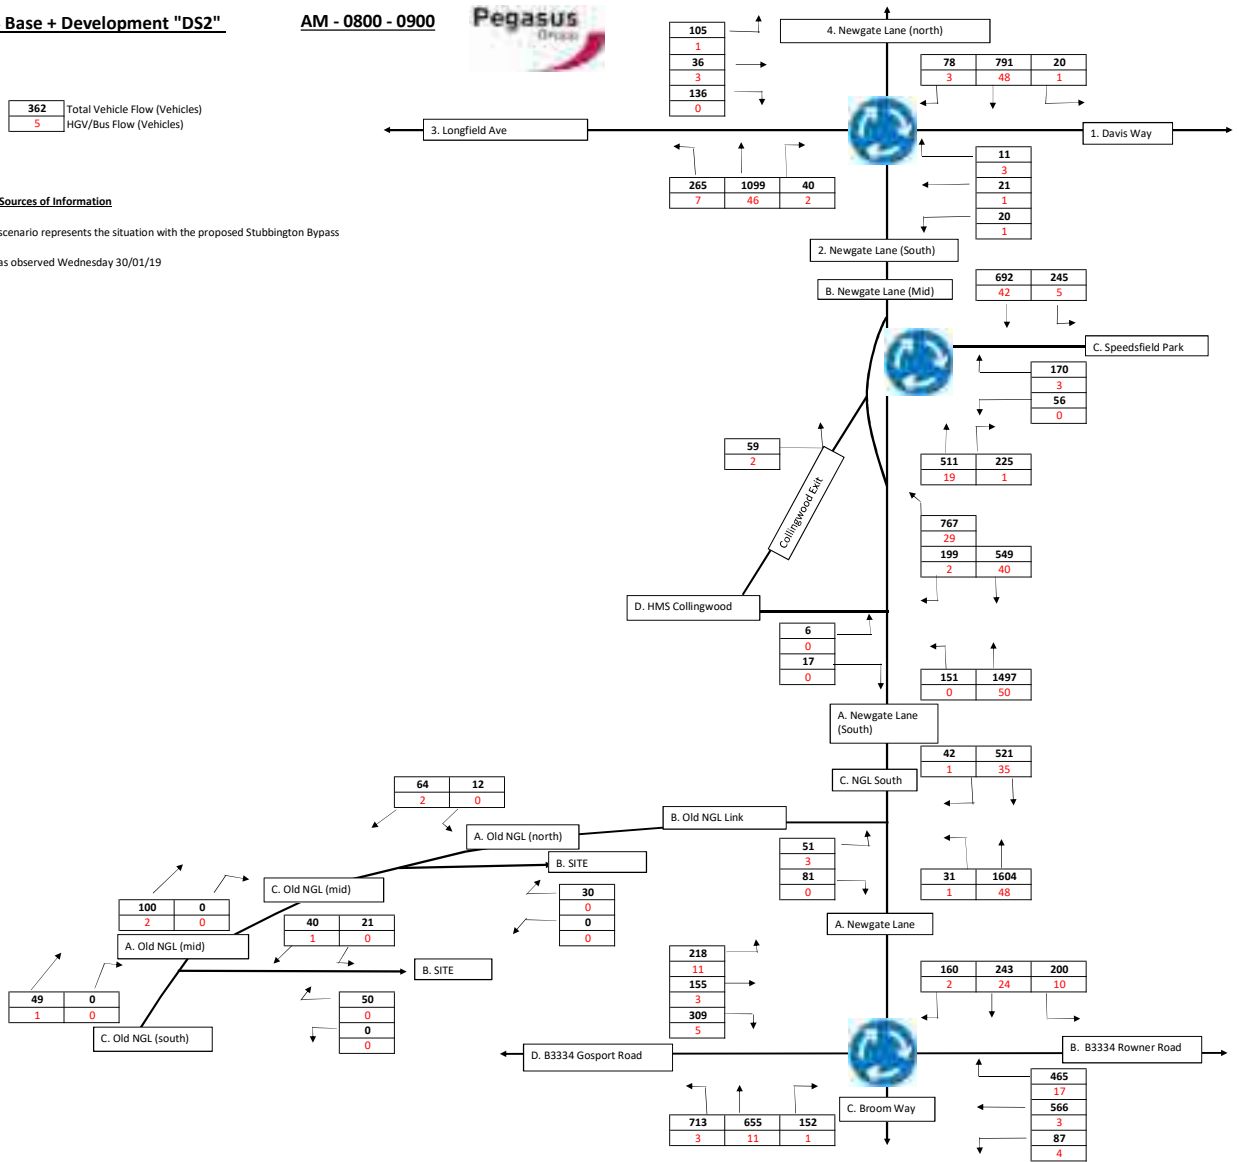 Base + Development "DS2"
AM - 0800 - 0900
Pegasus
Group
362 Total Vehicle Flow (Vehicles)
5 HGV/Bus Flow (Vehicles)
Sources of Information
scenario represents the situation with the proposed Stubbington Bypass
as observed Wednesday 30/01/19
105
1
36
3
136
0
4. Newgate Lane (north)
78 791 20
3 48 1
3. Longfield Ave
1. Davis Way
265 1099 40
7 46 2
11
3
21
1
20
1
2. Newgate Lane (South)
B. Newgate Lane (Mid)
692 245
42 5
C. Speedsfield Park
170
3
56
0
59
2
511 225
19 1
Collingwood Exit
767
29
199 549
2 40
D. HMS Collingwood
6
0
17
0
151 1497
0 50
A. Newgate Lane
(South)
42 521
1 35
C. NGL South
64 12
2 0
B. Old NGL Link
A. Old NGL (north)
B. SITE
51
3
81
0
31 1604
1 48
C. Old NGL (mid)
30
0
0
0
100 0
2 0
40 21
1 0
A. Newgate Lane
A. Old NGL (mid)
B. SITE
218
11
155
3
309
5
160 243 200
2 24 10
49 0
1 0
50
0
0
0
C. Old NGL (south)
D. B3334 Gosport Road
B. B3334 Rowner Road
465
17
566
3
87
4
C. Broom Way
713 655 152
3 11 1